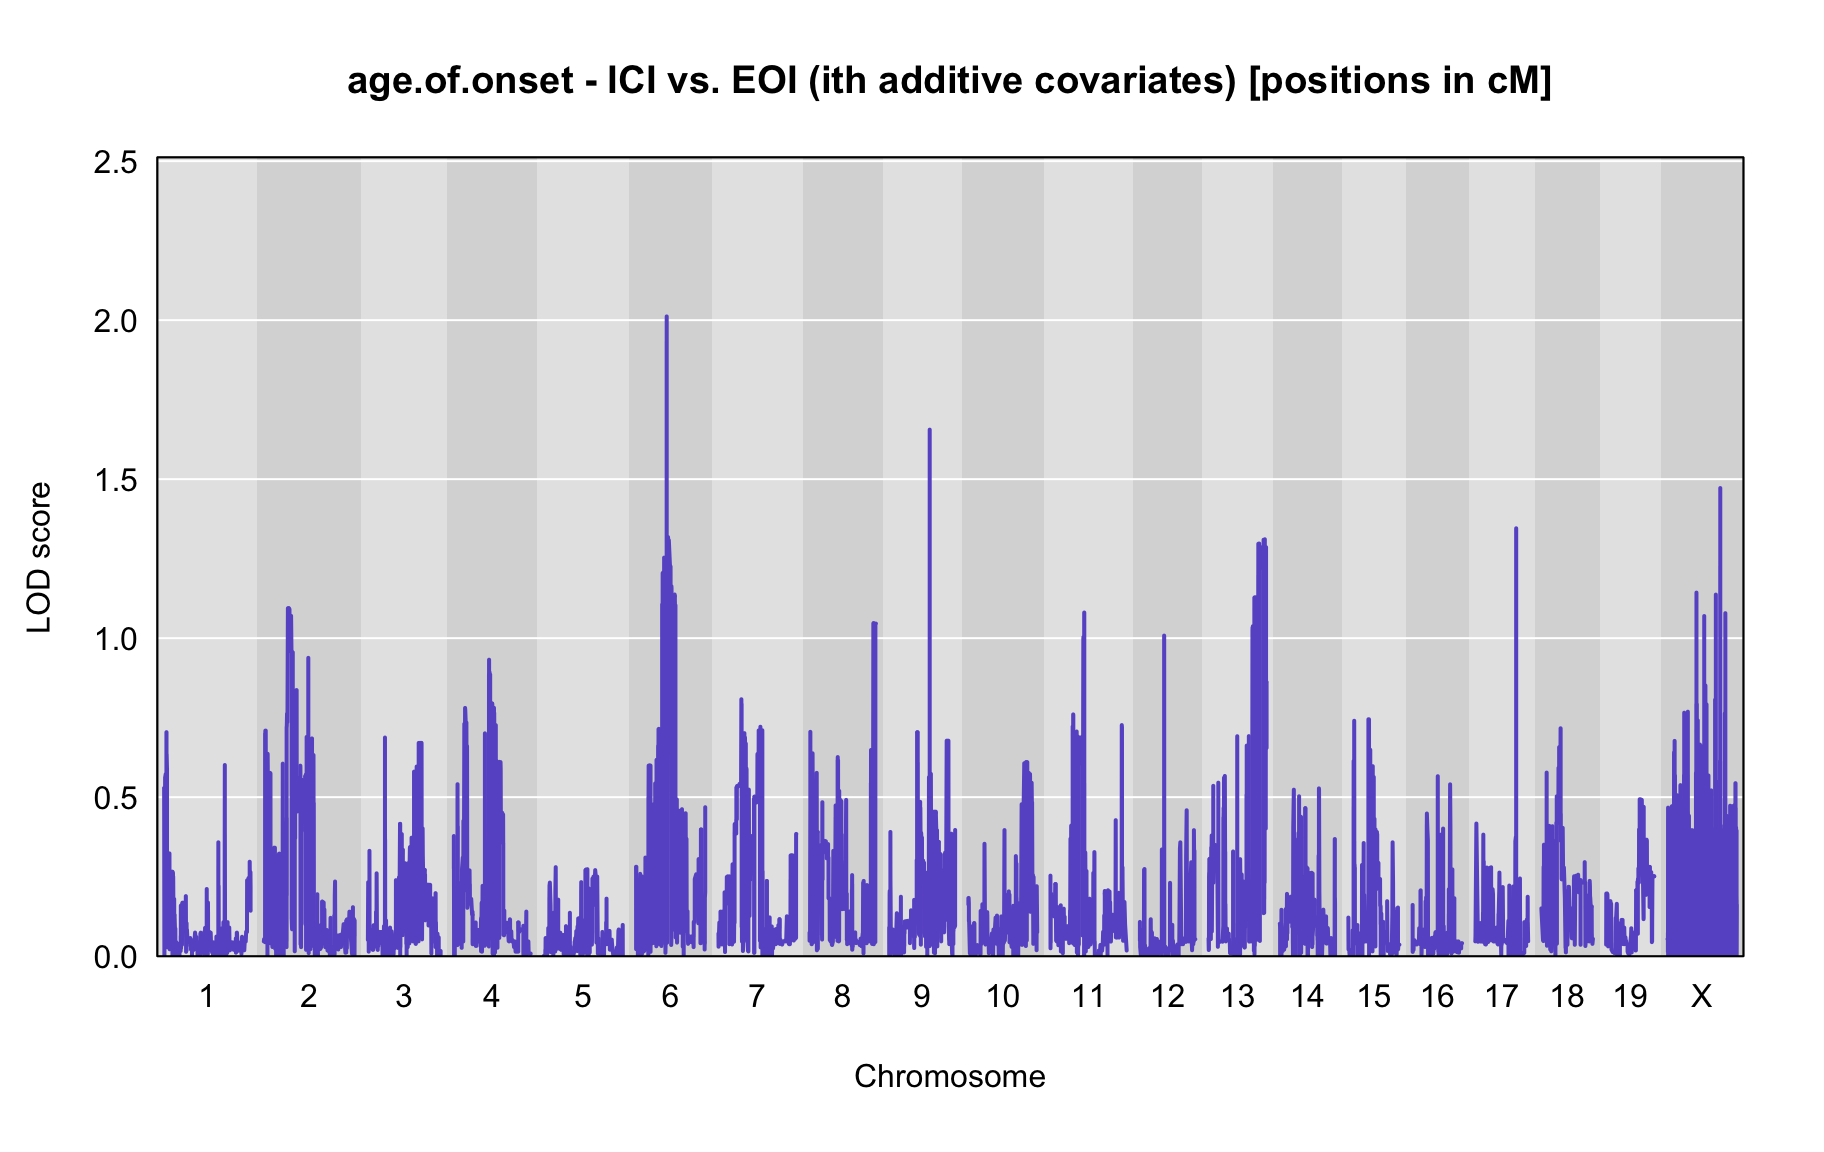 age.of.onset - ICI vs. EOI (ith additive covariates) [positions in cM]
2.5
2.0
1.5
1.0
0.5
0.0
LOD score
1 2 3 4 5 6 7 8 9 10 11 12 13 14 15 16 17 18 19 X
Chromosome